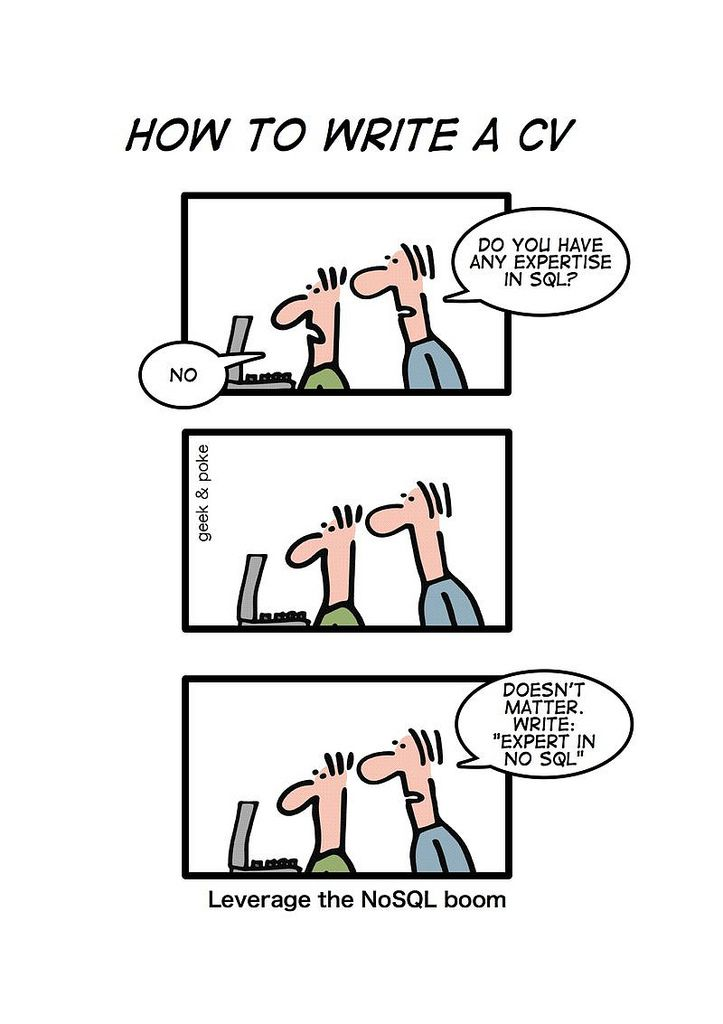 HOW TO WRITE A CV
DO YOU HAVE
ANY EXPERTISE
IN SQL?
NO
geek & poke
DOESN'T
MATTER.
WRITE:
"EXPERT IN
NO SQL"
Leverage the NoSQL boom